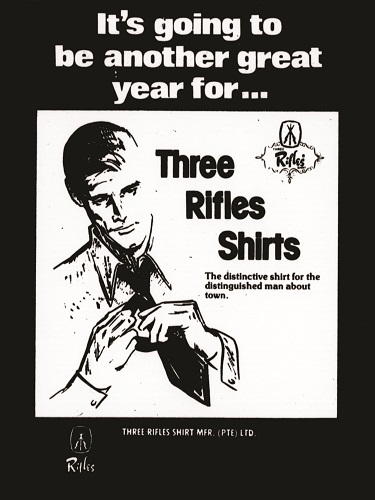 It's going to
be another great
year for...
Three
Rifles
Shirts
THREE
Rifles
The distinctive shirt for the
distinguished man about
town.
THREE RIFLES SHIRT MFR. (PTE) LTD.
Rifles